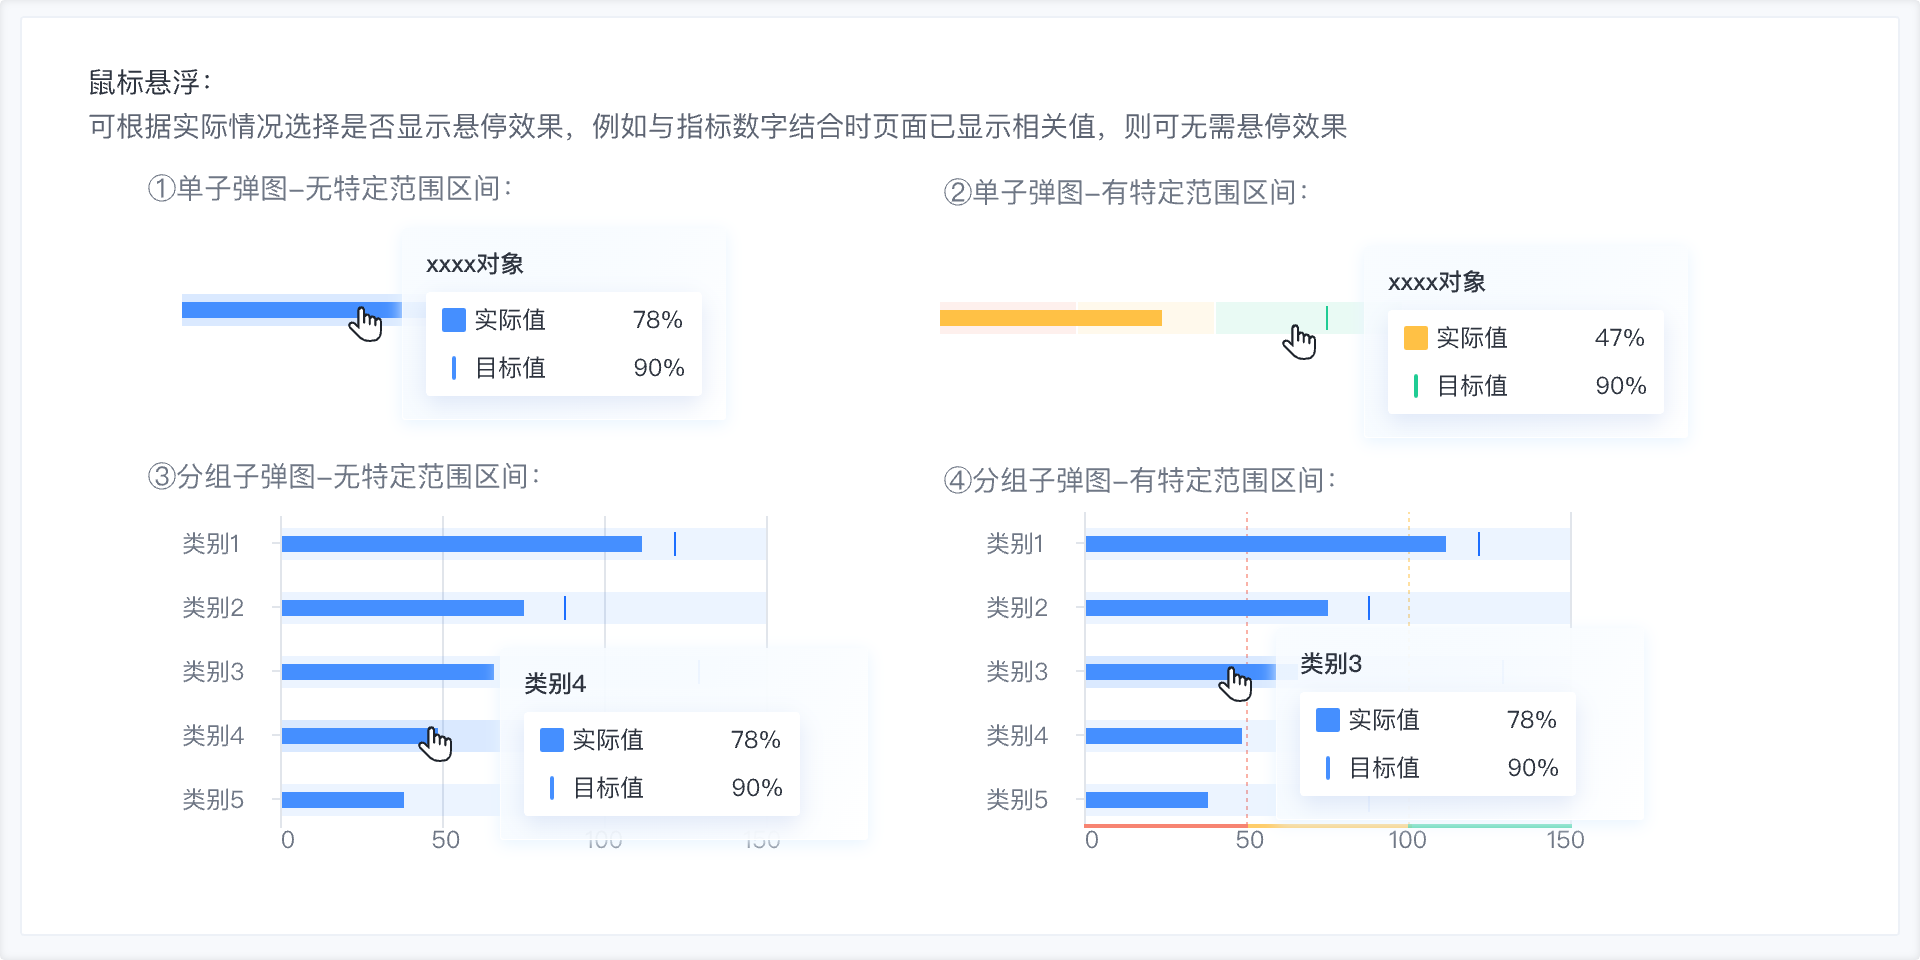 鼠标悬浮：
可根据实际情况选择是否显示悬停效果，例如与指标数字结合时页面已显示相关值，则可无需悬停效果
①单子弹图–无特定范围区间：
xxxx对象
实际值 78%
目标值 90%
②单子弹图–有特定范围区间：
xxxx对象
实际值 47%
目标值 90%
③分组子弹图–无特定范围区间：
类别1
类别2
类别3
类别4
类别5
0 50 100 150
类别4
实际值 78%
目标值 90%
④分组子弹图–有特定范围区间：
类别1
类别2
类别3
类别4
类别5
0 50 100 150
类别3
实际值 78%
目标值 90%